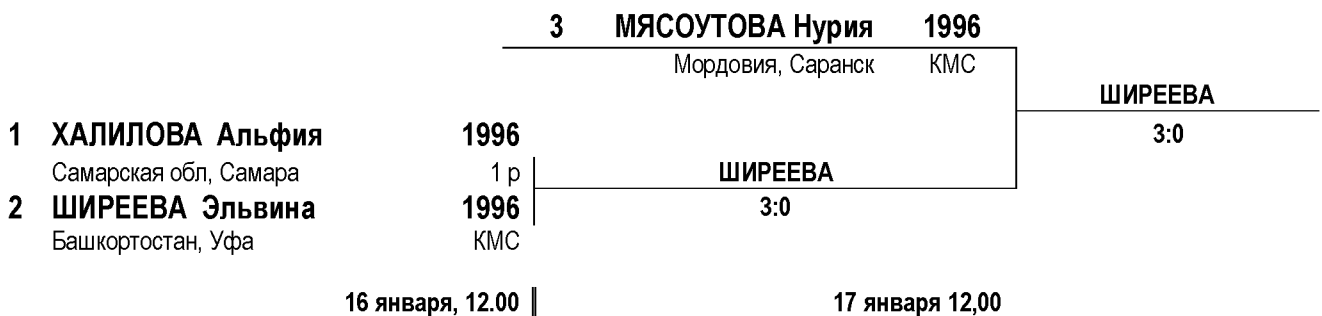 3 МЯСОУТОВА Нурия 1996
Мордовия, Саранск КМС
ШИРЕЕВА
3:0
1 ХАЛИЛОВА Альфия 1996
Самарская обл, Самара 1 р
ШИРЕЕВА
3:0
2 ШИРЕЕВА Эльвина 1996
Башкортостан, Уфа КМС
16 января, 12.00
17 января 12,00